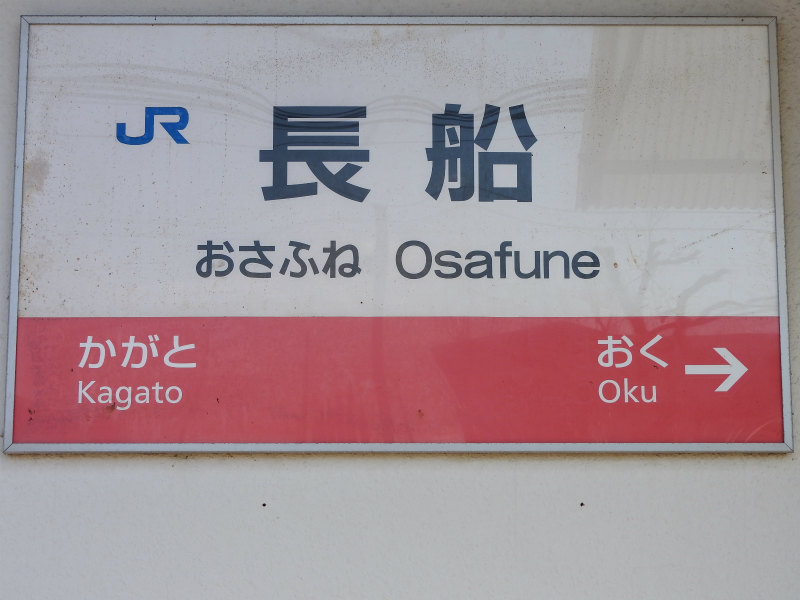 JR 長船
おさふね Osafune
かがと おく →
Kagato Oku